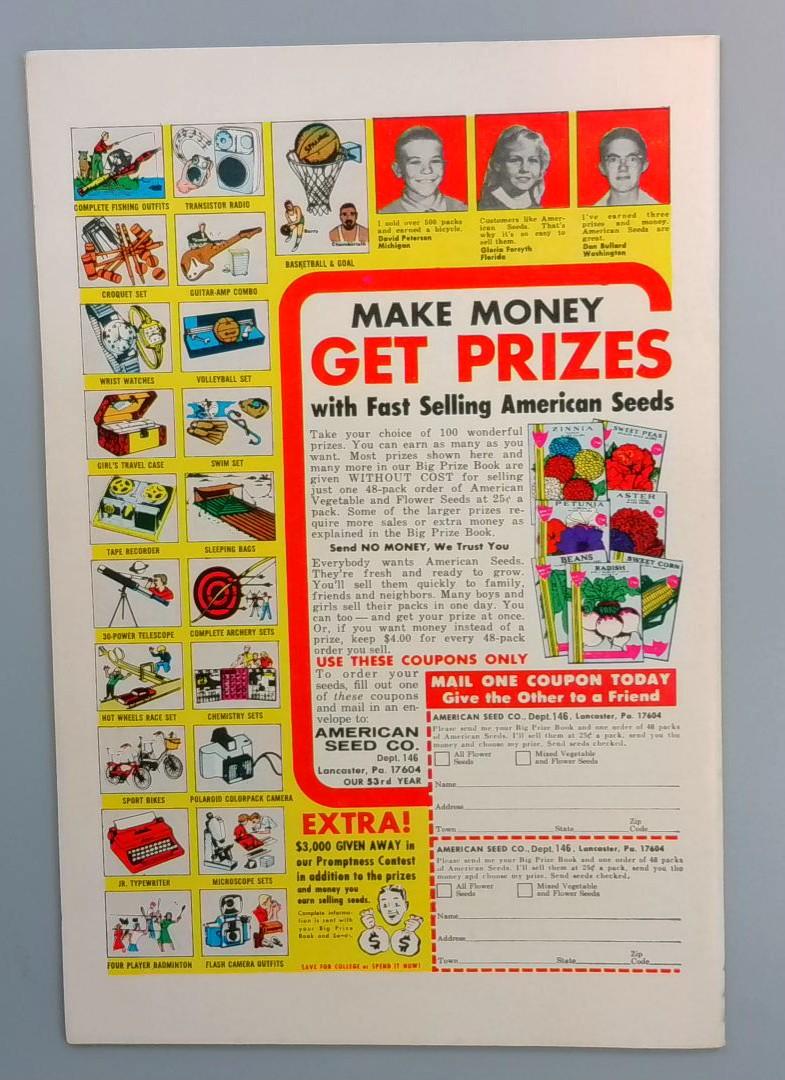 COMPLETE FISHING OUTFITS
TRANSISTOR RADIO
SPALDING
Barry
Chamberlain
BASKETBALL & GOAL
CROQUET SET
GUITAR-AMP COMBO
WRIST WATCHES
VOLLEYBALL SET
GIRL'S TRAVEL CASE
SWIM SET
TAPE RECORDER
SLEEPING BAGS
30-POWER TELESCOPE
COMPLETE ARCHERY SETS
HOT WHEELS RACE SET
CHEMISTRY SETS
SPORT BIKES
POLAROID COLORPACK CAMERA
JR. TYPEWRITER
MICROSCOPE SETS
FOUR PLAYER BADMINTON
FLASH CAMERA OUTFITS
I sold over 500 packs
and earned a bicycle.
David Peterson
Michigan
Customers like Amer-
ican Seeds. That's
why it's so easy to
sell them.
Gloria Forsyth
Florida
I've earned three
prizes and money.
American Seeds are
great.
Dan Bullard
Washington
MAKE MONEY
GET PRIZES
with Fast Selling American Seeds
Take your choice of 100 wonderful
prizes. You can earn as many as you
want. Most prizes shown here and
many more in our Big Prize Book are
given WITHOUT COST for selling
just one 48-pack order of American
Vegetable and Flower Seeds at 25¢ a
pack. Some of the larger prizes re-
quire more sales or extra money as
explained in the Big Prize Book.
Send NO MONEY, We Trust You
Everybody wants American Seeds.
They're fresh and ready to grow.
You'll sell them quickly to family,
friends and neighbors. Many boys and
girls sell their packs in one day. You
can too — and get your prize at once.
Or, if you want money instead of a
prize, keep $4.00 for every 48-pack
order you sell.
ZINNIA
SWEET PEAS
PETUNIA
ASTER
BEANS
RADISH
SWEET CORN
USE THESE COUPONS ONLY
To order your
seeds, fill out one
of these coupons
and mail in an en-
velope to:
AMERICAN
SEED CO.
Dept. 146
Lancaster, Pa. 17604
OUR 53rd YEAR
MAIL ONE COUPON TODAY
Give the Other to a Friend
AMERICAN SEED CO., Dept. 146, Lancaster, Pa. 17604
Please send me your Big Prize Book and one order of 48 packs
of American Seeds. I'll sell them at 25¢ a pack, send you the
money and choose my prize. Send seeds checked.
All Flower
Seeds
Mixed Vegetable
and Flower Seeds
Name
Address
Town State Zip Code
AMERICAN SEED CO., Dept. 146, Lancaster, Pa. 17604
Please send me your Big Prize Book and one order of 48 packs
of American Seeds. I'll sell them at 25¢ a pack, send you the
money and choose my prize. Send seeds checked.
All Flower
Seeds
Mixed Vegetable
and Flower Seeds
Name
Address
Town State Zip Code
EXTRA!
$3,000 GIVEN AWAY in
our Promptness Contest
in addition to the prizes
and money you
earn selling seeds.
Complete informa-
tion is sent with
your Big Prize
Book and Seeds.
$ $
SAVE FOR COLLEGE or SPEND IT NOW!